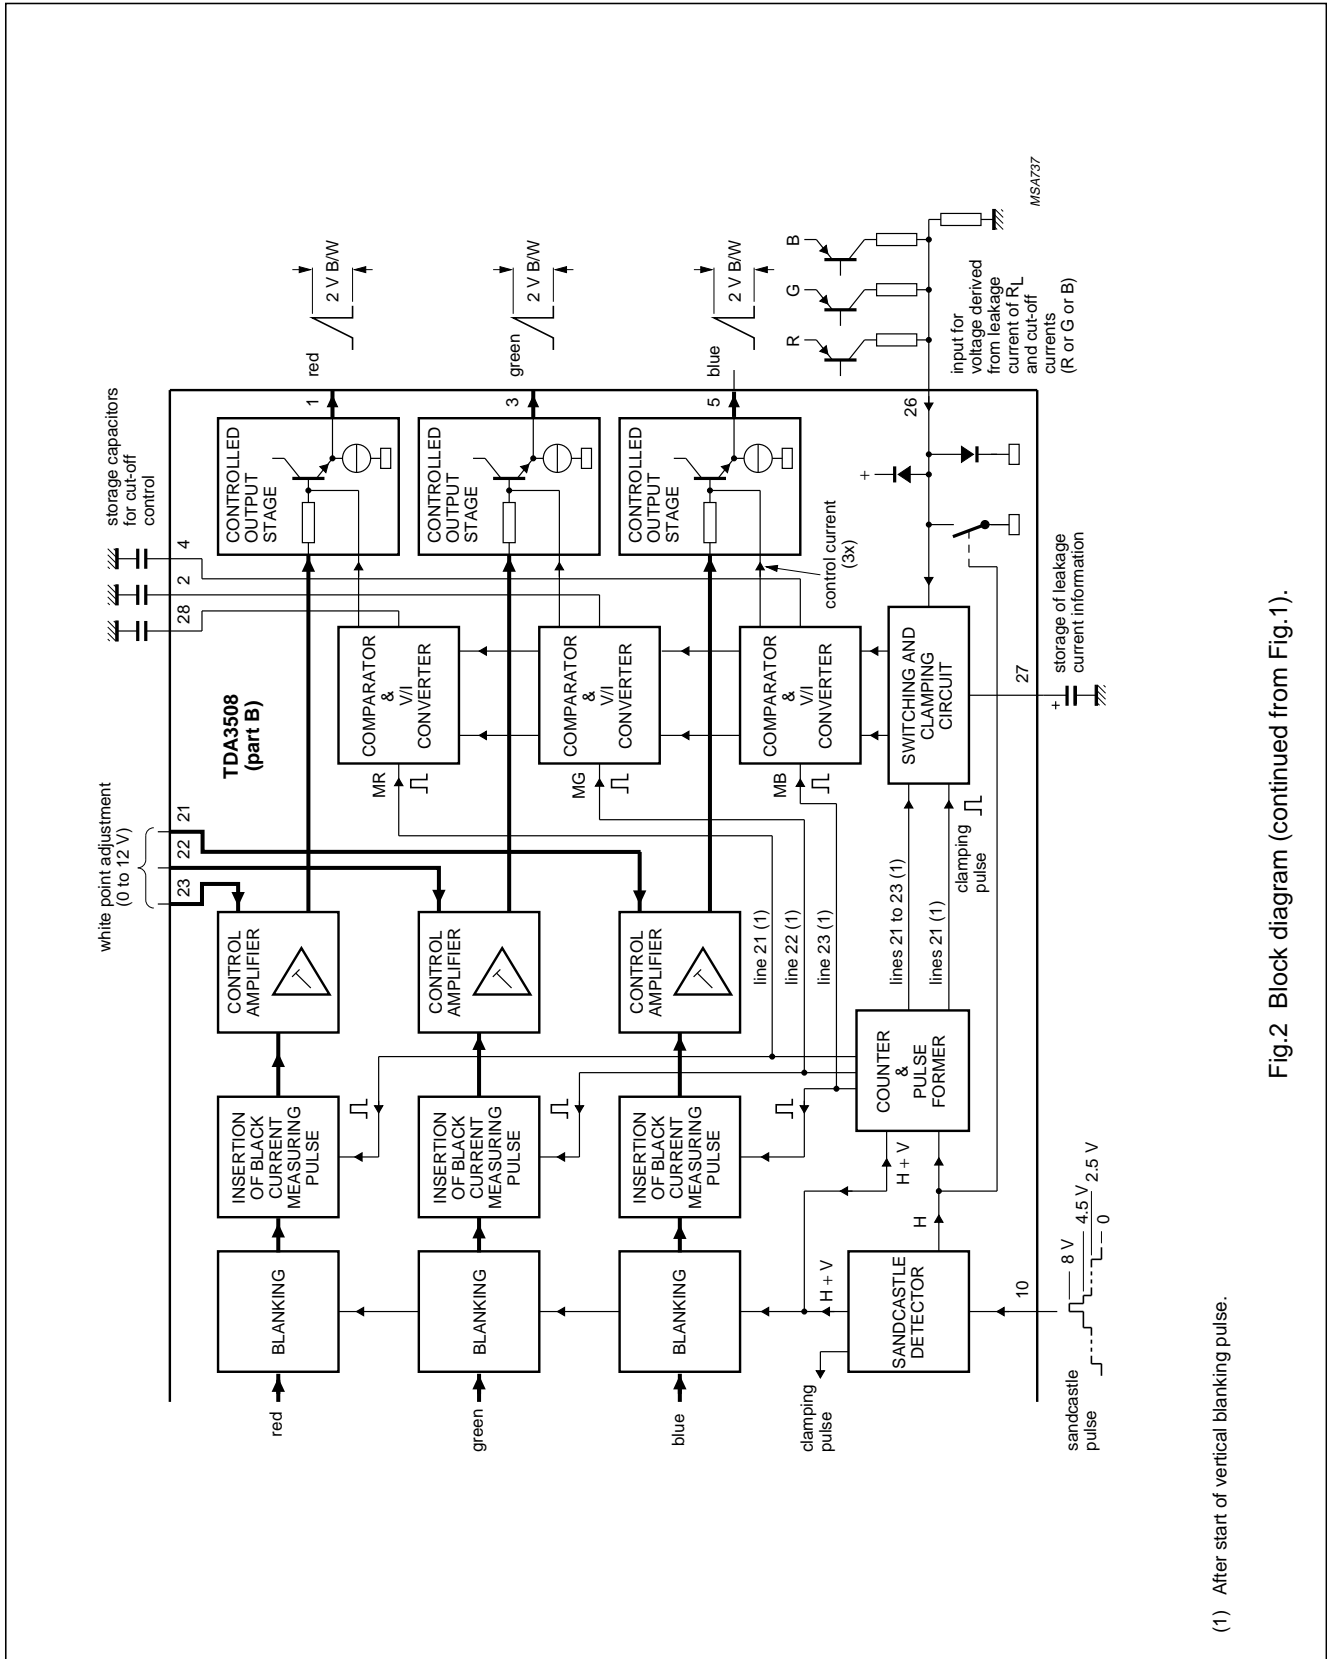 white point adjustment
(0 to 12 V)
23
22
21
storage capacitors
for cut-off
control
28
2
4
TDA3508
(part B)
red
BLANKING
INSERTION
OF BLACK
CURRENT
MEASURING
PULSE
CONTROL
AMPLIFIER
CONTROLLED
OUTPUT
STAGE
1
red
2 V B/W
COMPARATOR
&
V/I
CONVERTER
MR
green
BLANKING
INSERTION
OF BLACK
CURRENT
MEASURING
PULSE
CONTROL
AMPLIFIER
CONTROLLED
OUTPUT
STAGE
3
green
2 V B/W
COMPARATOR
&
V/I
CONVERTER
MG
blue
BLANKING
INSERTION
OF BLACK
CURRENT
MEASURING
PULSE
CONTROL
AMPLIFIER
CONTROLLED
OUTPUT
STAGE
5
blue
2 V B/W
COMPARATOR
&
V/I
CONVERTER
MB
line 21 (1)
line 22 (1)
line 23 (1)
control current
(3x)
clamping
pulse
H + V
SANDCASTLE
DETECTOR
H
H + V
COUNTER
&
PULSE
FORMER
lines 21 to 23 (1)
lines 21 (1)
clamping
pulse
SWITCHING AND
CLAMPING
CIRCUIT
+
26
R
G
B
input for
voltage derived
from leakage
current of RL
and cut-off
currents
(R or G or B)
10
sandcastle
pulse
8 V
4.5 V
2.5 V
0
27
+
storage of leakage
current information
MSA737
(1) After start of vertical blanking pulse.
Fig.2 Block diagram (continued from Fig.1).